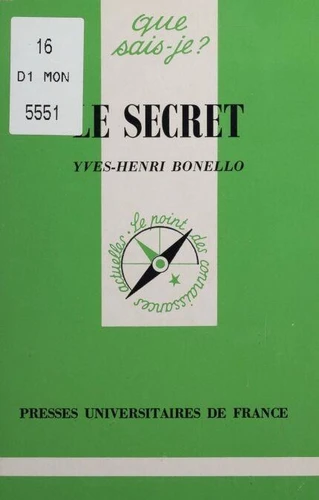 que
sais-je?
16
D1 MON
5551
LE SECRET
YVES-HENRI BONELLO
Le point des connaissances actuelles
PRESSES UNIVERSITAIRES DE FRANCE